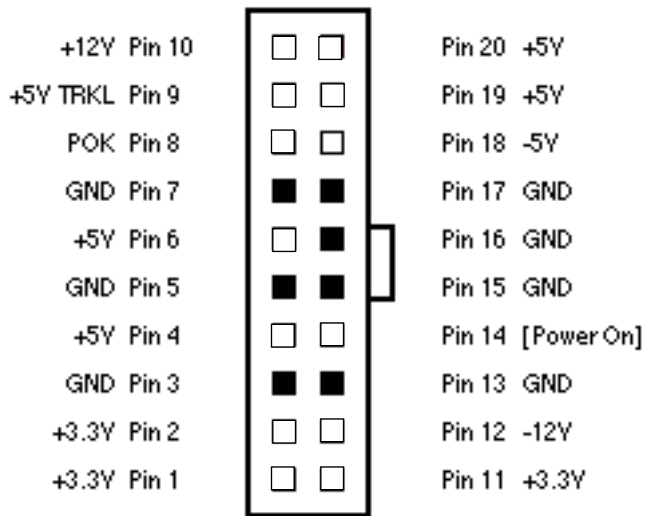 +12V Pin 10 Pin 20 +5V
+5V TRKL Pin 9 Pin 19 +5V
POK Pin 8 Pin 18 -5V
GND Pin 7 Pin 17 GND
+5V Pin 6 Pin 16 GND
GND Pin 5 Pin 15 GND
+5V Pin 4 Pin 14 [Power On]
GND Pin 3 Pin 13 GND
+3.3V Pin 2 Pin 12 -12V
+3.3V Pin 1 Pin 11 +3.3V